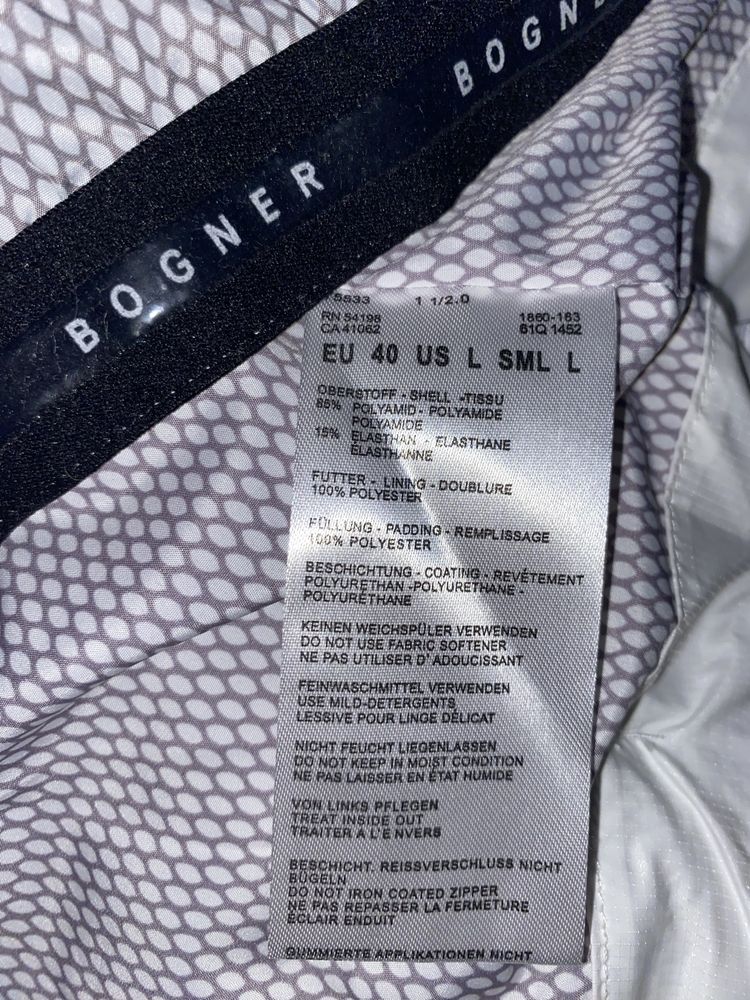 BOGNER
BOGN
5533 1 1/2.0
RN 54198 1860-163
CA 41062 81Q 1452
EU 40 US L SML L
OBERSTOFF - SHELL -TISSU
85% POLYAMID - POLYAMIDE
POLYAMIDE
15% ELASTHAN - ELASTHANE
ÉLASTHANNE
FUTTER - LINING - DOUBLURE
100% POLYESTER
FÜLLUNG - PADDING - REMPLISSAGE
100% POLYESTER
BESCHICHTUNG - COATING - REVÊTEMENT
POLYURETHAN -POLYURETHANE -
POLYURÉTHANE
KEINEN WEICHSPÜLER VERWENDEN
DO NOT USE FABRIC SOFTENER
NE PAS UTILISER D' ADOUCISSANT
FEINWASCHMITTEL VERWENDEN
USE MILD-DETERGENTS
LESSIVE POUR LINGE DÉLICAT
NICHT FEUCHT LIEGENLASSEN
DO NOT KEEP IN MOIST CONDITION
NE PAS LAISSER EN ÉTAT HUMIDE
VON LINKS PFLEGEN
TREAT INSIDE OUT
TRAITER A L'E NVERS
BESCHICHT. REISSVERSCHLUSS NICHT
BÜGELN
DO NOT IRON COATED ZIPPER
NE PAS REPASSER LA FERMETURE
ÉCLAIR ENDUIT
GUMMIERTE APPLIKATIONEN NICHT